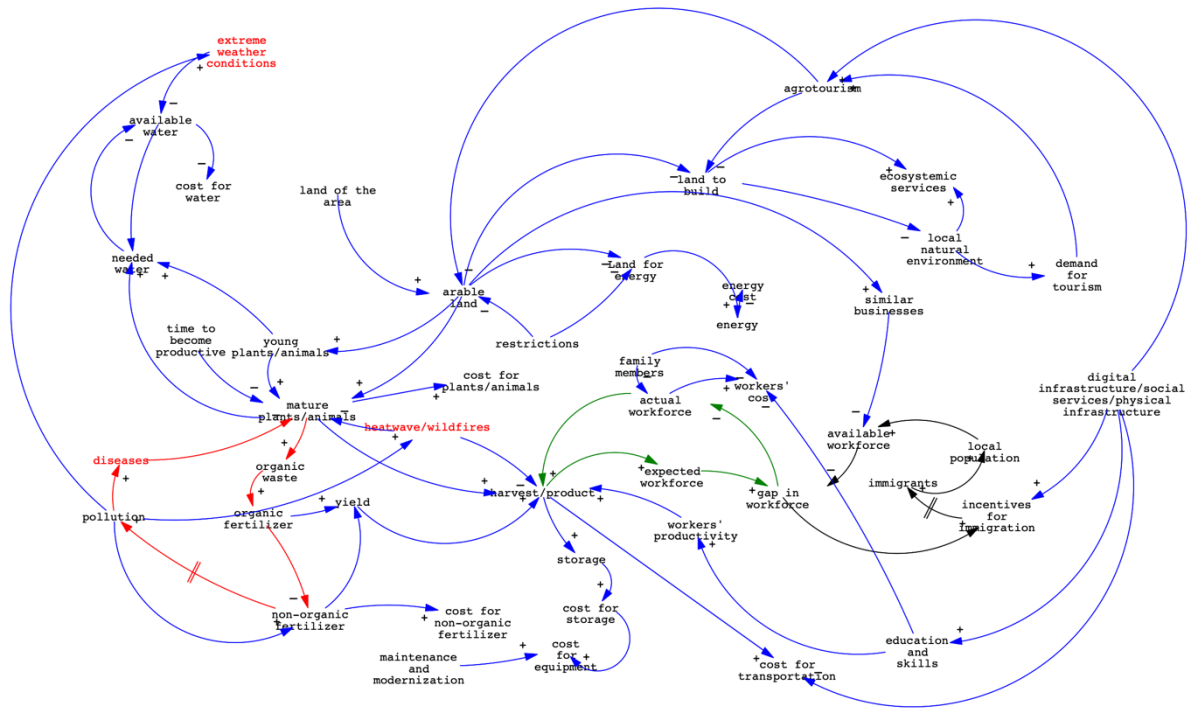 extreme
weather
conditions
available
water
cost for
water
land of the
area
needed
water
time to
become
productive
young
plants/animals
arable
land
restrictions
agrotourism
land to
build
ecosystemic
services
local
natural
environment
demand
for
tourism
Land for
energy
energy
cost
energy
similar
businesses
family
members
workers'
cost
actual
workforce
cost for
plants/animals
mature
plants/animals
heatwave/wildfires
digital
infrastructure/social
services/physical
infrastructure
available
workforce
local
population
immigrants
incentives
for
immigration
diseases
organic
waste
organic
fertilizer
yield
harvest/product
expected
workforce
gap in
workforce
pollution
workers'
productivity
storage
cost for
storage
non-organic
fertilizer
cost for
non-organic
fertilizer
maintenance
and
modernization
cost
for
equipment
cost for
transportation
education
and
skills